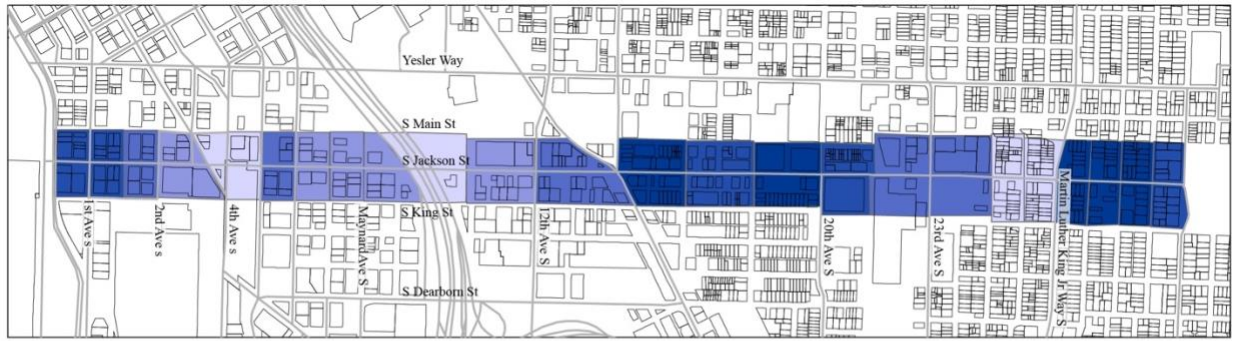 Yesler Way
S Main St
S Jackson St
S King St
S Dearborn St
1st Ave s
2nd Ave s
4th Ave s
Maynard Ave S
12th Ave S
20th Ave S
23rd Ave S
Martin Luther King Jr Way S